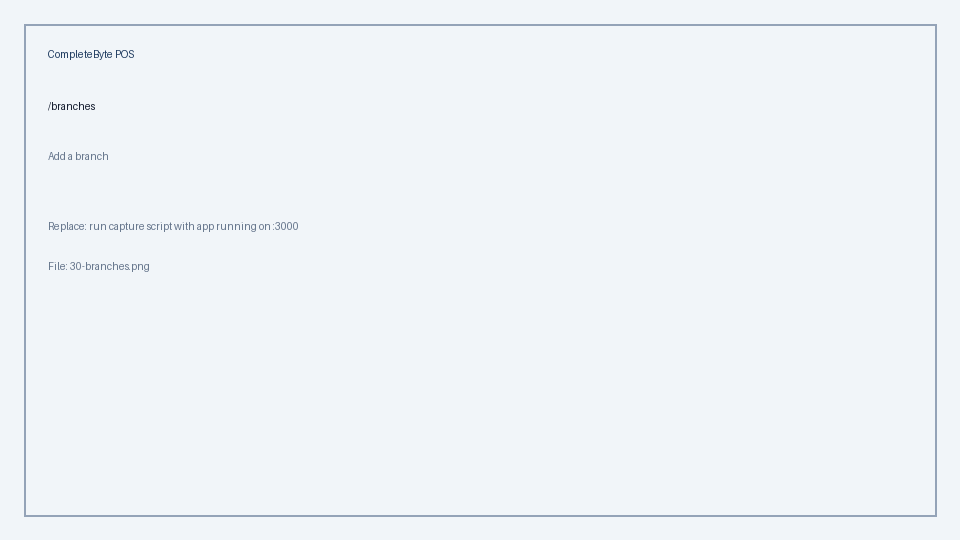 CompleteByte POS
/branches
Add a branch
Replace: run capture script with app running on :3000
File: 30-branches.png